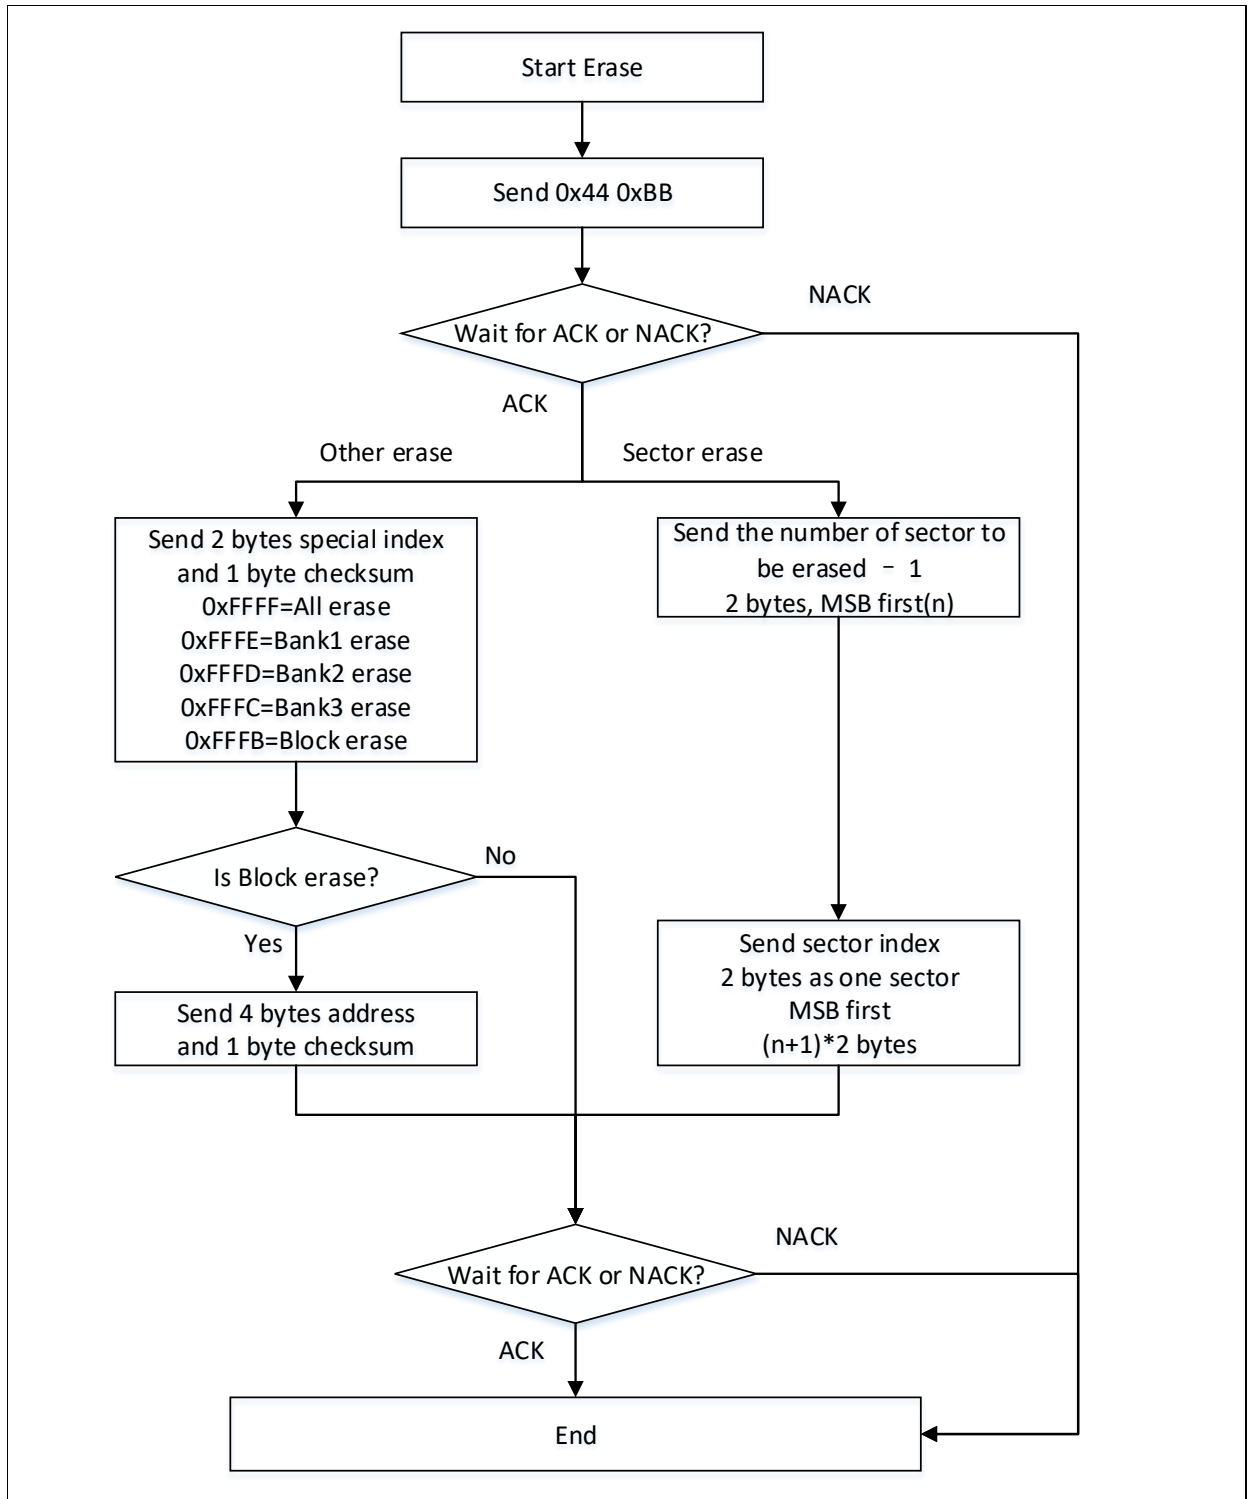 Start Erase
Send 0x44 0xBB
NACK
Wait for ACK or NACK?
ACK
Other erase
Sector erase
Send 2 bytes special index
and 1 byte checksum
0xFFFF=All erase
0xFFFE=Bank1 erase
0xFFFD=Bank2 erase
0xFFFC=Bank3 erase
0xFFFB=Block erase
Send the number of sector to
be erased － 1
2 bytes, MSB first(n)
Is Block erase?
No
Yes
Send 4 bytes address
and 1 byte checksum
Send sector index
2 bytes as one sector
MSB first
(n+1)*2 bytes
NACK
Wait for ACK or NACK?
ACK
End